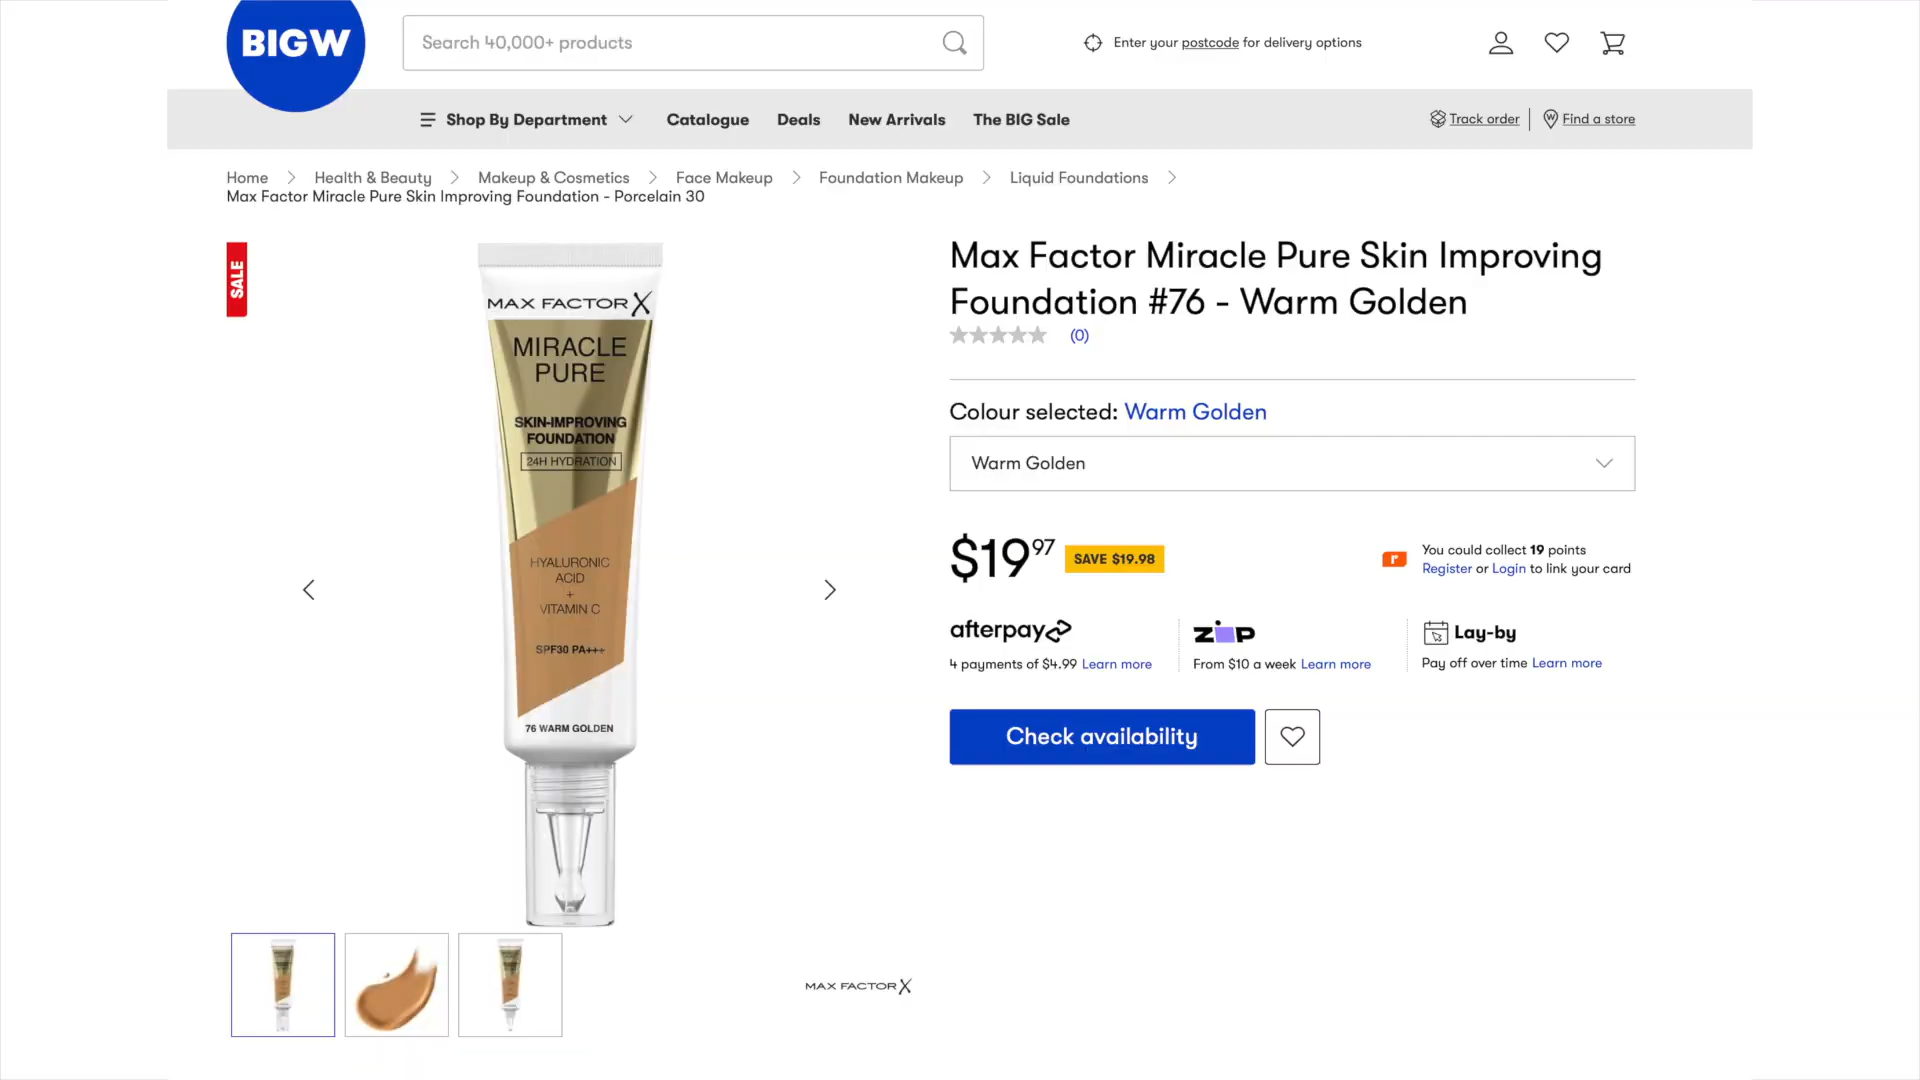 BIGW
Search 40,000+ products
Enter your postcode for delivery options
Shop By Department
Catalogue
Deals
New Arrivals
The BIG Sale
Track order
Find a store
Home
Health & Beauty
Makeup & Cosmetics
Face Makeup
Foundation Makeup
Liquid Foundations
Max Factor Miracle Pure Skin Improving Foundation - Porcelain 30
SALE
MAX FACTOR X
MIRACLE
PURE
SKIN-IMPROVING
FOUNDATION
24H HYDRATION
HYALURONIC
ACID
+
VITAMIN C
SPF30 PA+++
76 WARM GOLDEN
MAX FACTOR X
Max Factor Miracle Pure Skin Improving
Foundation #76 - Warm Golden
(0)
Colour selected: Warm Golden
Warm Golden
$19 97
SAVE $19.98
r
You could collect 19 points
Register or Login to link your card
afterpay
4 payments of $4.99 Learn more
zip
From $10 a week Learn more
Lay-by
Pay off over time Learn more
Check availability